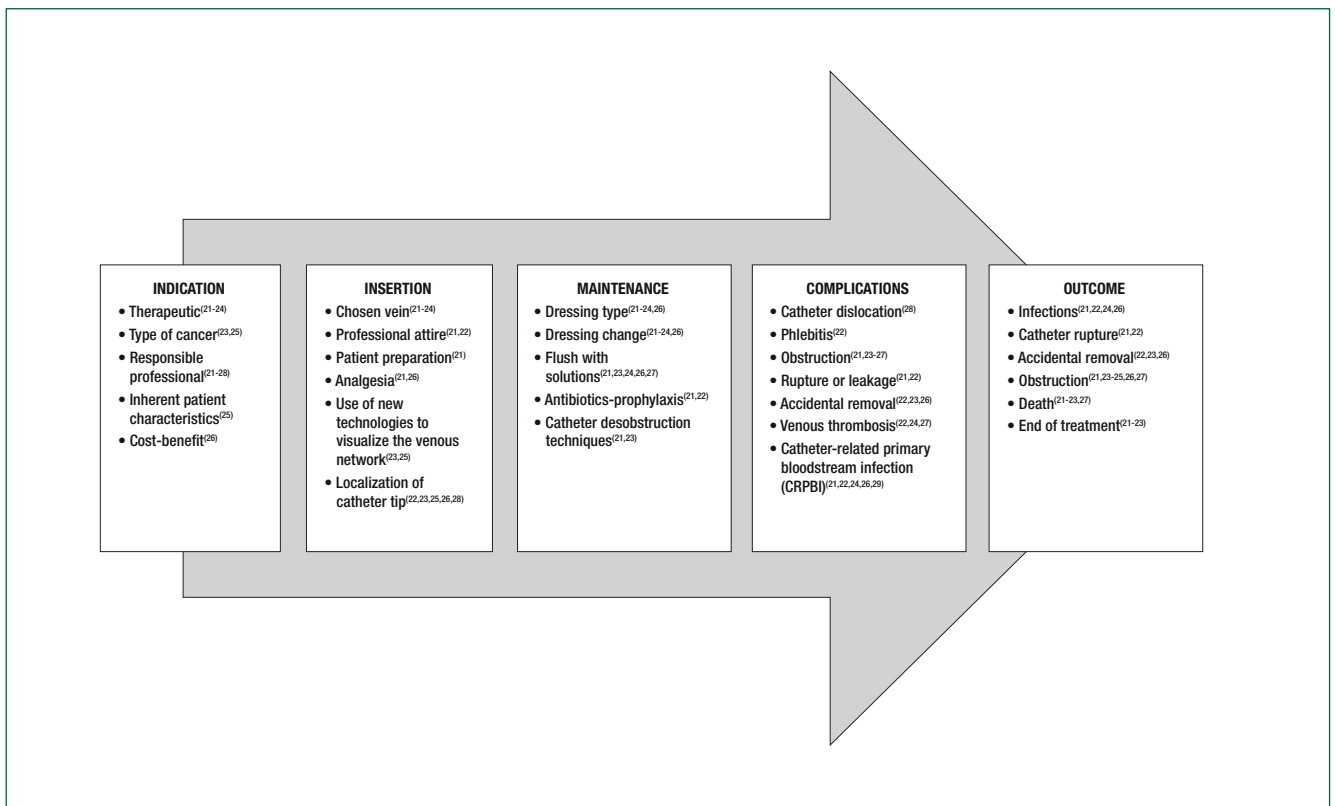 INDICATION
• Therapeutic(21-24)
• Type of cancer(23,25)
• Responsible
professional(21-28)
• Inherent patient
characteristics(25)
• Cost-benefit(26)
INSERTION
• Chosen vein(21-24)
• Professional attire(21,22)
• Patient preparation(21)
• Analgesia(21,26)
• Use of new
technologies to
visualize the venous
network(23,25)
• Localization of
catheter tip(22,23,25,26,28)
MAINTENANCE
• Dressing type(21-24,26)
• Dressing change(21-24,26)
• Flush with
solutions(21,23,24,26,27)
• Antibiotics-prophylaxis(21,22)
• Catheter desobstruction
techniques(21,23)
COMPLICATIONS
• Catheter dislocation(28)
• Phlebitis(22)
• Obstruction(21,23-27)
• Rupture or leakage(21,22)
• Accidental removal(22,23,26)
• Venous thrombosis(22,24,27)
• Catheter-related primary
bloodstream infection
(CRPBI)(21,22,24,26,29)
OUTCOME
• Infections(21,22,24,26)
• Catheter rupture(21,22)
• Accidental removal(22,23,26)
• Obstruction(21,23-25,26,27)
• Death(21-23,27)
• End of treatment(21-23)